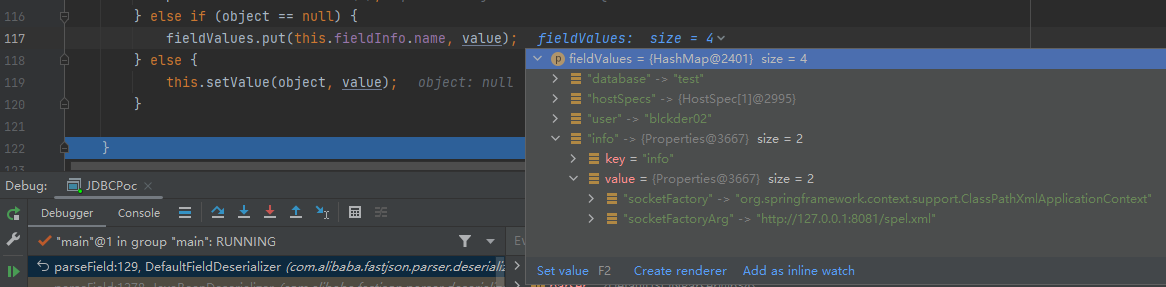 116 } else if (object == null) {
117 fieldValues.put(this.fieldInfo.name, value); fieldValues: size = 4
118 } else {
119 this.setValue(object, value); object: null
120 }
121
122 }
fieldValues = {HashMap@2401} size = 4
"database" -> "test"
"hostSpecs" -> {HostSpec[1]@2995}
"user" -> "blckder02"
"info" -> {Properties@3667} size = 2
key = "info"
value = {Properties@3667} size = 2
"socketFactory" -> "org.springframework.context.support.ClassPathXmlApplicationContext"
"socketFactoryArg" -> "http://127.0.0.1:8081/spel.xml"
Set value F2 Create renderer Add as inline watch
Debug: JDBCPoc
Debugger Console
"main"@1 in group "main": RUNNING
parseField:129, DefaultFieldDeserializer (com.alibaba.fastjson.parser.deserializ